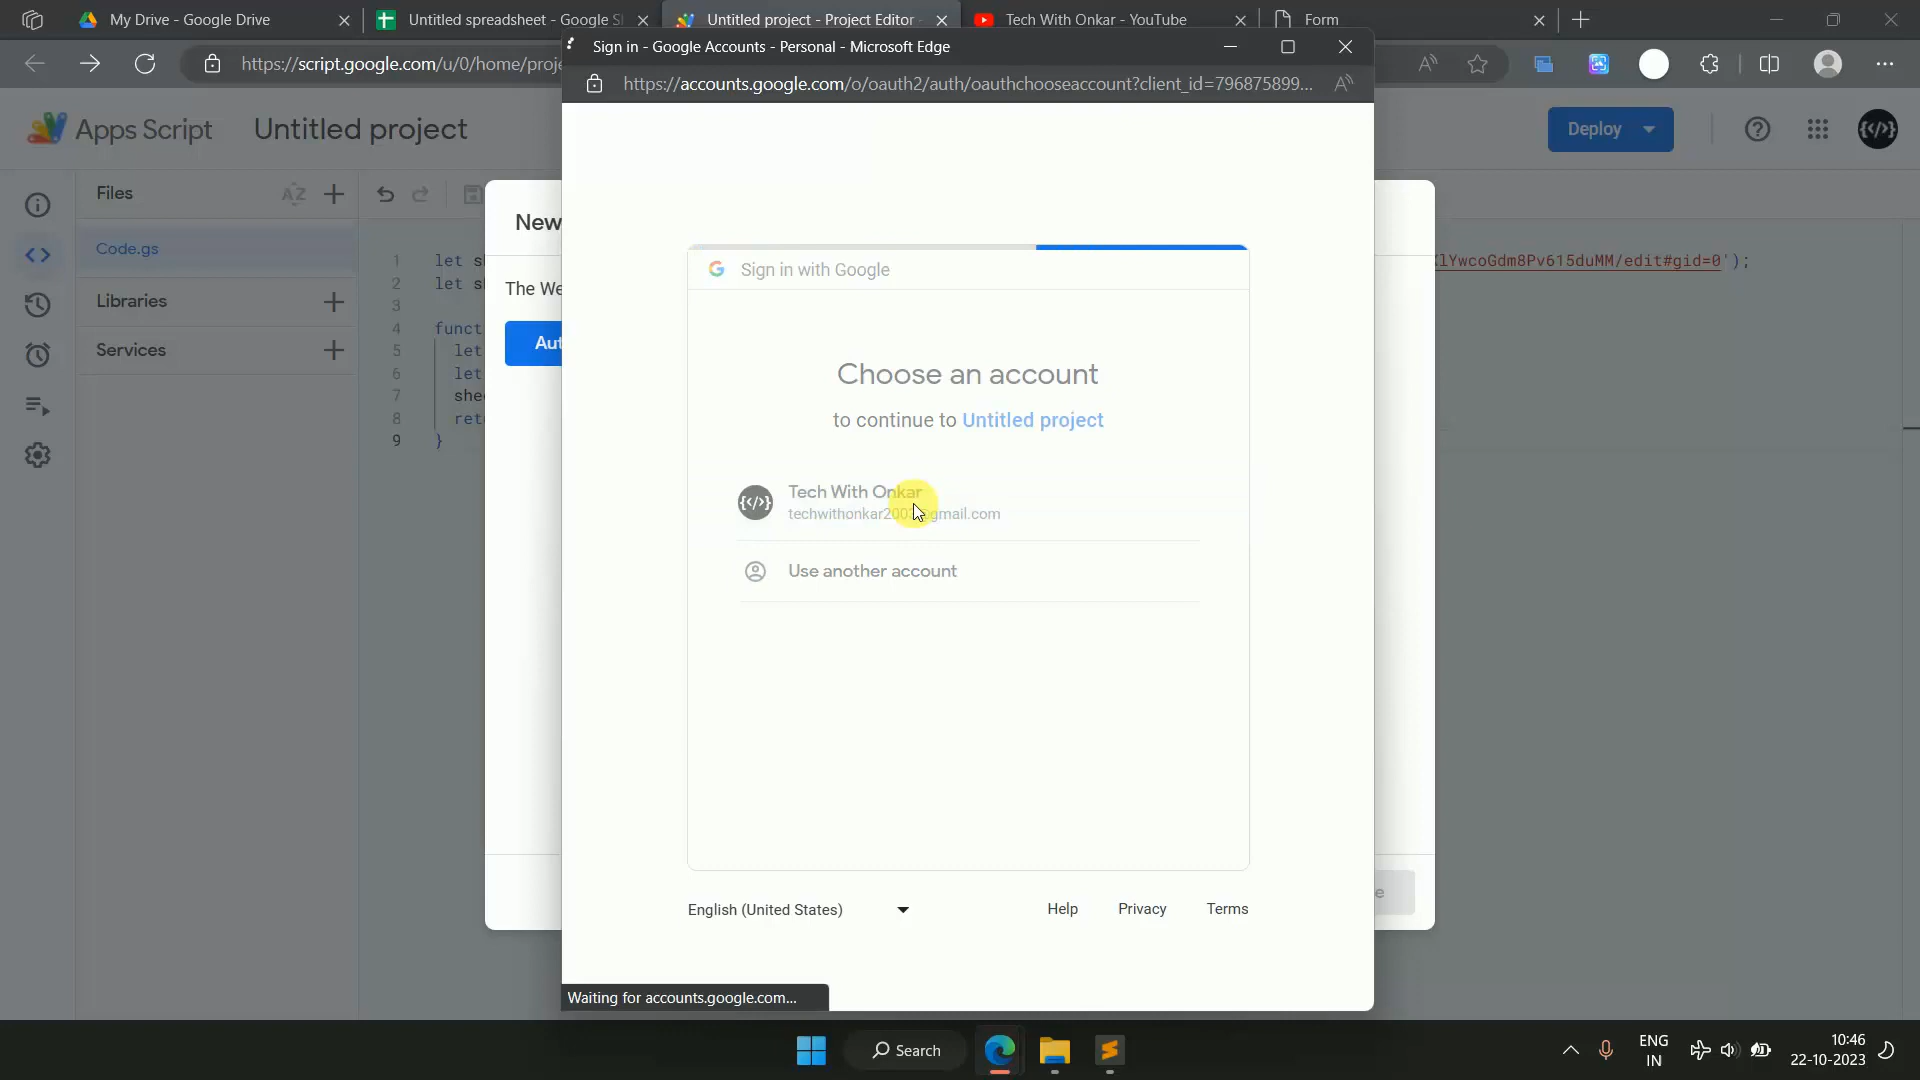 My Drive - Google Drive
Untitled spreadsheet - Google Sl
Untitled project - Project Editor -
Tech With Onkar - YouTube
Form
Sign in - Google Accounts - Personal - Microsoft Edge
https://script.google.com/u/0/home/proje
https://accounts.google.com/o/oauth2/auth/oauthchooseaccount?client_id=796875899...
Apps Script
Untitled project
Deploy
Files
New
Code.gs
Libraries
Services
1
let s
2
let s
3
4
funct
5
let
6
let
7
she
8
ret
9
}
lYwcoGdm8Pv615duMM/edit#gid=0');
The We
Aut
Sign in with Google
Choose an account
to continue to Untitled project
Tech With Onkar
Use another account
English (United States)
Help
Privacy
Terms
e
Waiting for accounts.google.com...
Search
ENG
IN
10:46
22-10-2023